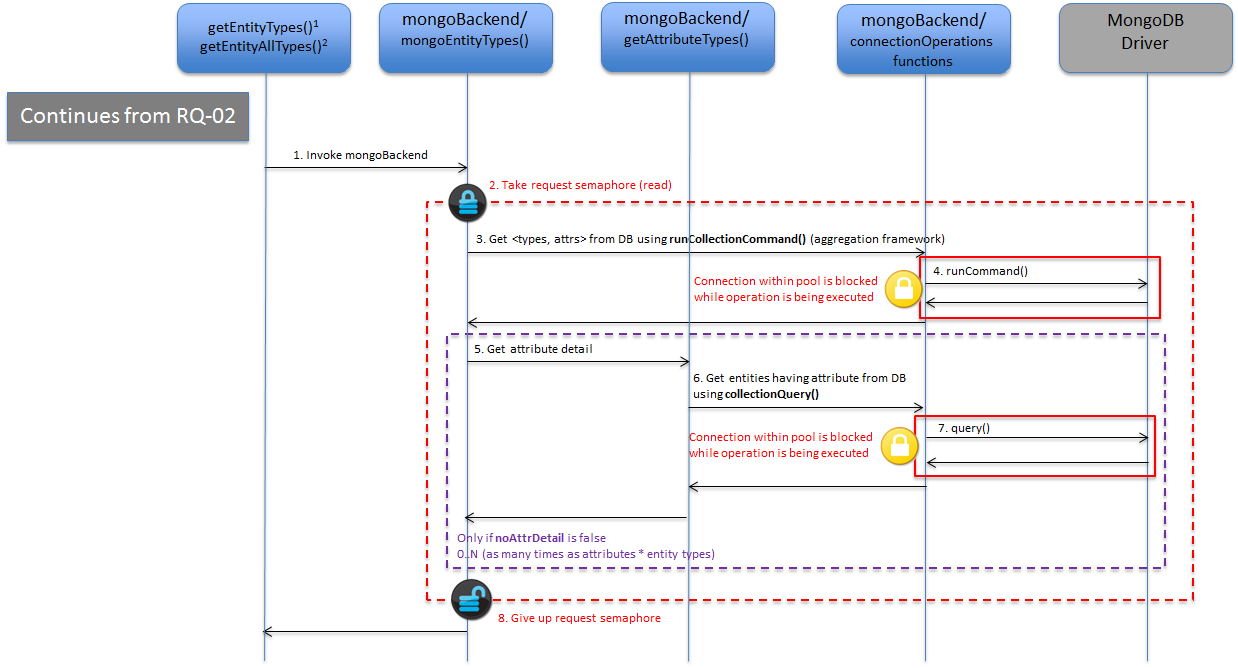 getEntityTypes()¹
getEntityAllTypes()²
mongoBackend/
mongoEntityTypes()
mongoBackend/
getAttributeTypes()
mongoBackend/
connectionOperations
functions
MongoDB
Driver
Continues from RQ-02
1. Invoke mongoBackend
2. Take request semaphore (read)
3. Get <types, attrs> from DB using runCollectionCommand() (aggregation framework)
Connection within pool is blocked
while operation is being executed
4. runCommand()
5. Get attribute detail
6. Get entities having attribute from DB
using collectionQuery()
Connection within pool is blocked
while operation is being executed
7. query()
Only if noAttrDetail is false
0..N (as many times as attributes * entity types)
8. Give up request semaphore